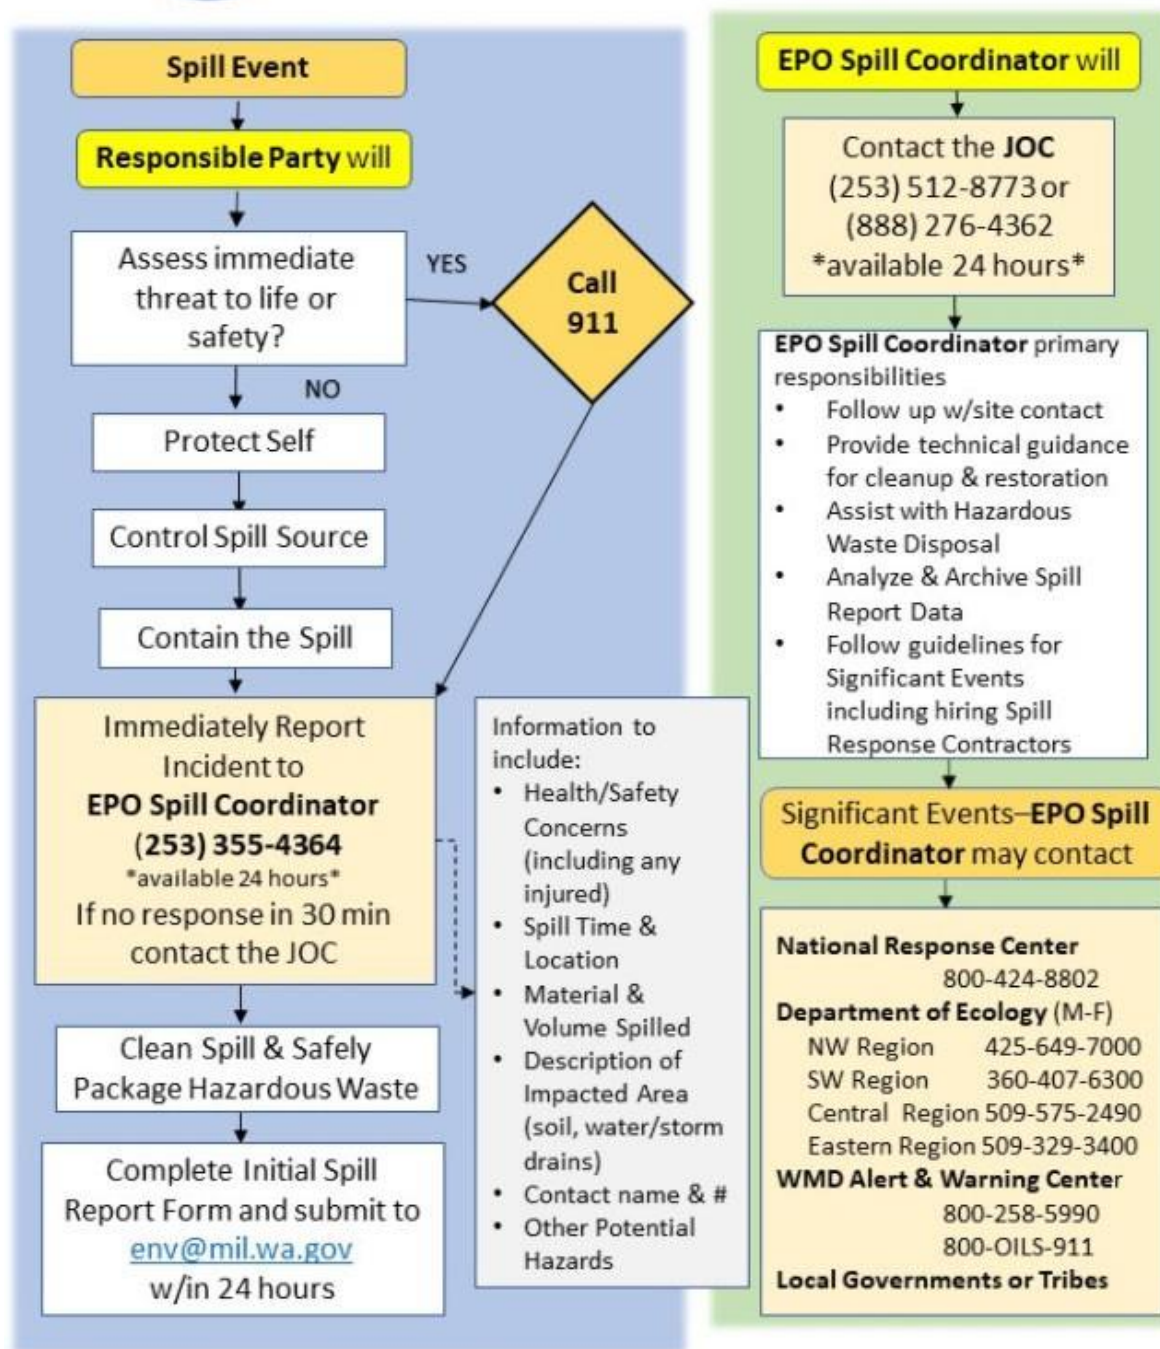 Spill Event
Responsible Party will
Assess immediate
threat to life or
safety?
YES
Call
911
NO
Protect Self
Control Spill Source
Contain the Spill
Immediately Report
Incident to
EPO Spill Coordinator
(253) 355-4364
*available 24 hours*
If no response in 30 min
contact the JOC
Clean Spill & Safely
Package Hazardous Waste
Complete Initial Spill
Report Form and submit to
env@mil.wa.gov
w/in 24 hours
Information to
include:
• Health/Safety
Concerns
(including any
injured)
• Spill Time &
Location
• Material &
Volume Spilled
• Description of
Impacted Area
(soil, water/storm
drains)
• Contact name & #
• Other Potential
Hazards
EPO Spill Coordinator will
Contact the JOC
(253) 512-8773 or
(888) 276-4362
*available 24 hours*
EPO Spill Coordinator primary
responsibilities
• Follow up w/site contact
• Provide technical guidance
for cleanup & restoration
• Assist with Hazardous
Waste Disposal
• Analyze & Archive Spill
Report Data
• Follow guidelines for
Significant Events
including hiring Spill
Response Contractors
Significant Events–EPO Spill
Coordinator may contact
National Response Center
800-424-8802
Department of Ecology (M-F)
NW Region 425-649-7000
SW Region 360-407-6300
Central Region 509-575-2490
Eastern Region 509-329-3400
WMD Alert & Warning Center
800-258-5990
800-OILS-911
Local Governments or Tribes